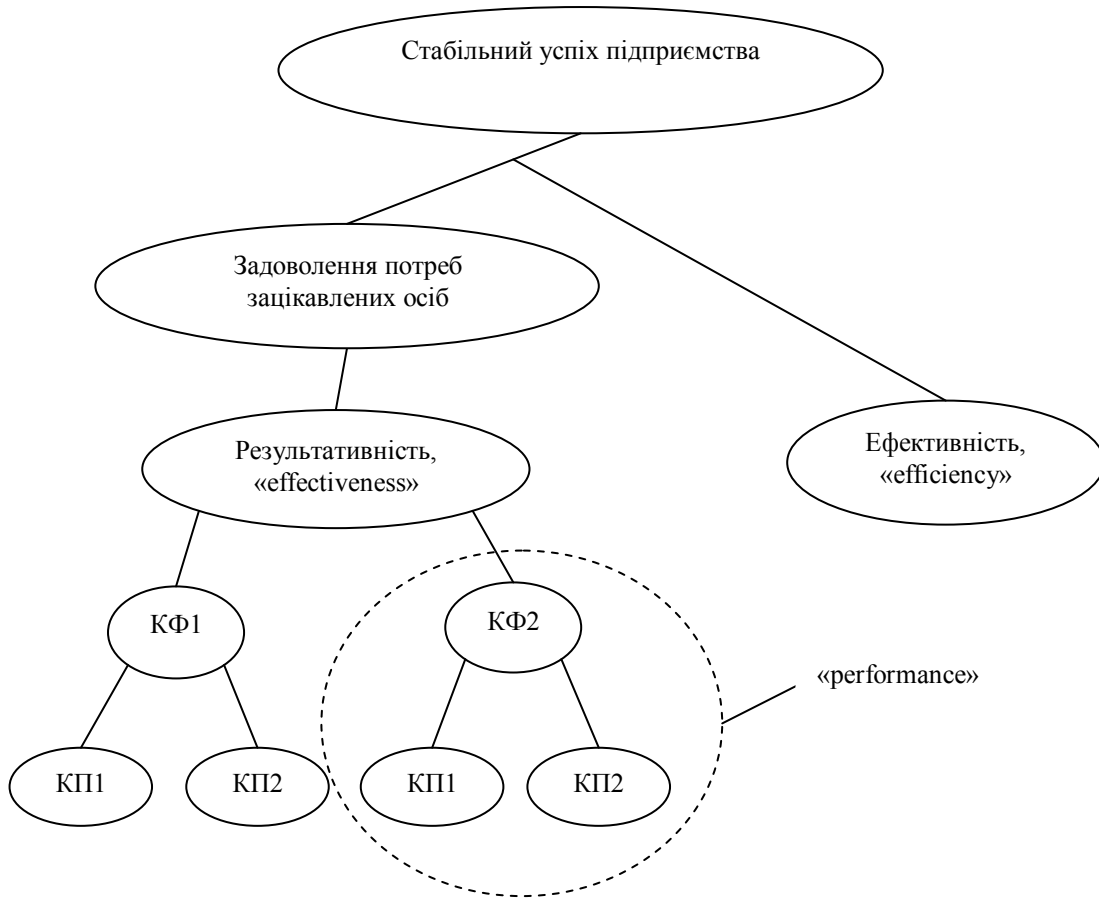 Стабільний успіх підприємства
Задоволення потреб
зацікавлених осіб
Результативність,
«effectiveness»
Ефективність,
«efficiency»
КФ1
КФ2
«performance»
КП1
КП2
КП1
КП2